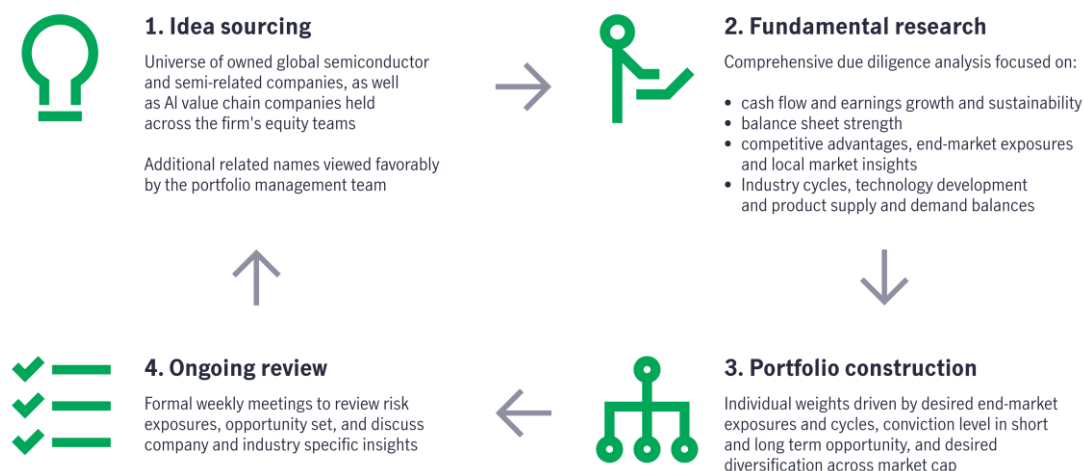 1. Idea sourcing
Universe of owned global semiconductor
and semi-related companies, as well
as AI value chain companies held
across the firm's equity teams
Additional related names viewed favorably
by the portfolio management team
2. Fundamental research
Comprehensive due diligence analysis focused on:
• cash flow and earnings growth and sustainability
• balance sheet strength
• competitive advantages, end-market exposures
and local market insights
• Industry cycles, technology development
and product supply and demand balances
3. Portfolio construction
Individual weights driven by desired end-market
exposures and cycles, conviction level in short
and long term opportunity, and desired
diversification across market cap
4. Ongoing review
Formal weekly meetings to review risk
exposures, opportunity set, and discuss
company and industry specific insights